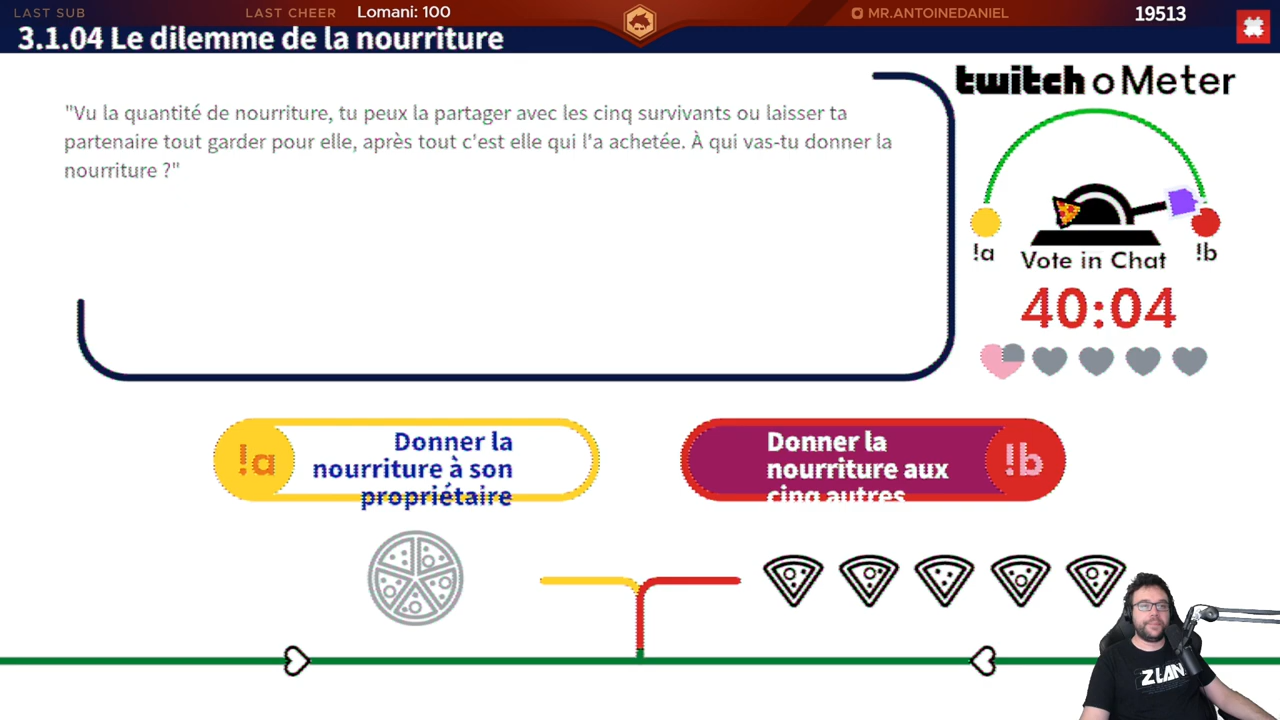 LAST SUB
LAST CHEER
Lomani: 100
MR.ANTOINEDANIEL
19513
3.1.04 Le dilemme de la nourriture
"Vu la quantité de nourriture, tu peux la partager avec les cinq survivants ou laisser ta
partenaire tout garder pour elle, après tout c'est elle qui l'a achetée. À qui vas-tu donner la
nourriture ?"
twitch o Meter
!a
!b
Vote in Chat
40:04
!a
Donner la
nourriture à son
propriétaire
Donner la
nourriture aux
cinq autres
!b
ZLAN